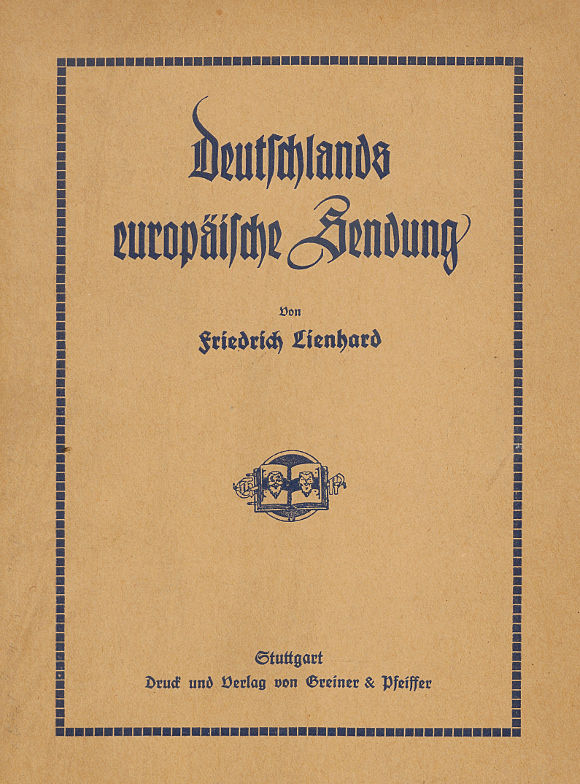 Deutſchlands
europäiſche Sendung
Von
Friedrich Lienhard
Stuttgart
Druck und Verlag von Greiner & Pfeiffer